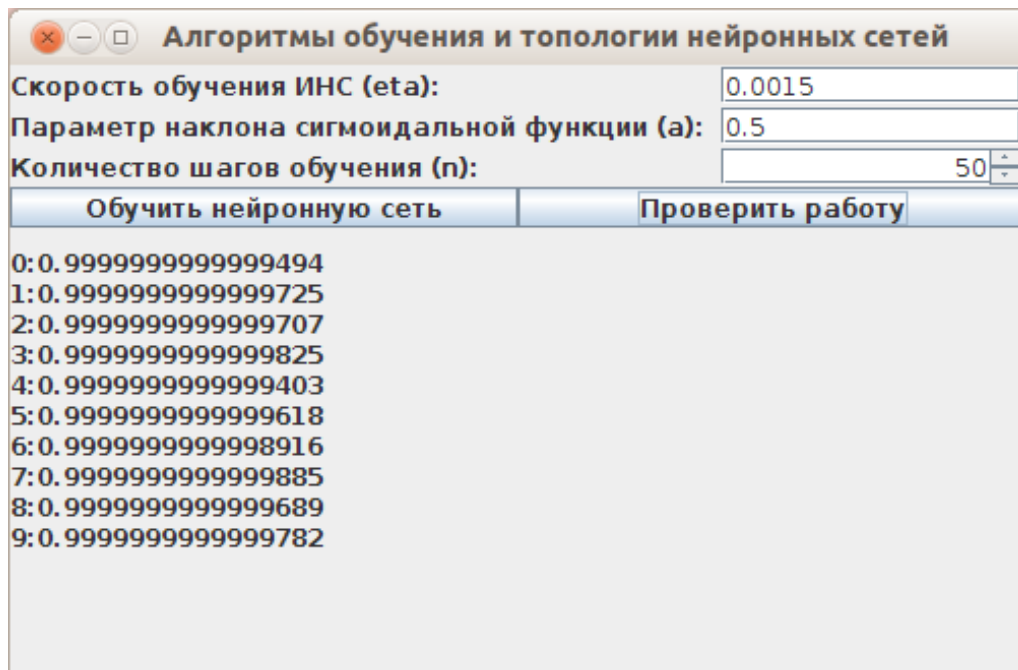 Алгоритмы обучения и топологии нейронных сетей
Скорость обучения ИНС (eta): 0.0015
Параметр наклона сигмоидальной функции (a): 0.5
Количество шагов обучения (n): 50
Обучить нейронную сеть Проверить работу
0:0.9999999999999494
1:0.9999999999999725
2:0.9999999999999707
3:0.9999999999999825
4:0.9999999999999403
5:0.9999999999999618
6:0.9999999999998916
7:0.9999999999999885
8:0.9999999999999689
9:0.9999999999999782